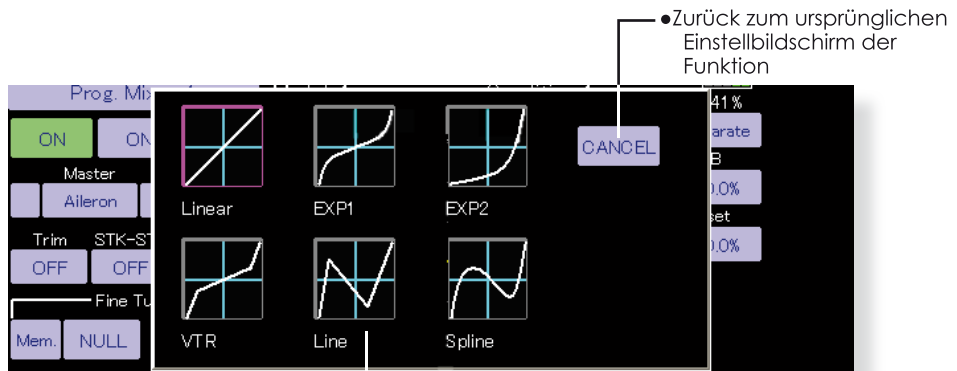 ●Zurück zum ursprünglichen
Einstellbildschirm der
Funktion
Prog. Mix
41%
ON
ON
CANCEL
arate
Master
B
Aileron
0.0%
Linear
EXP1
EXP2
set
Trim
STK-ST
0.0%
OFF
OFF
Fine Tu
Mem.
NULL
VTR
Line
Spline